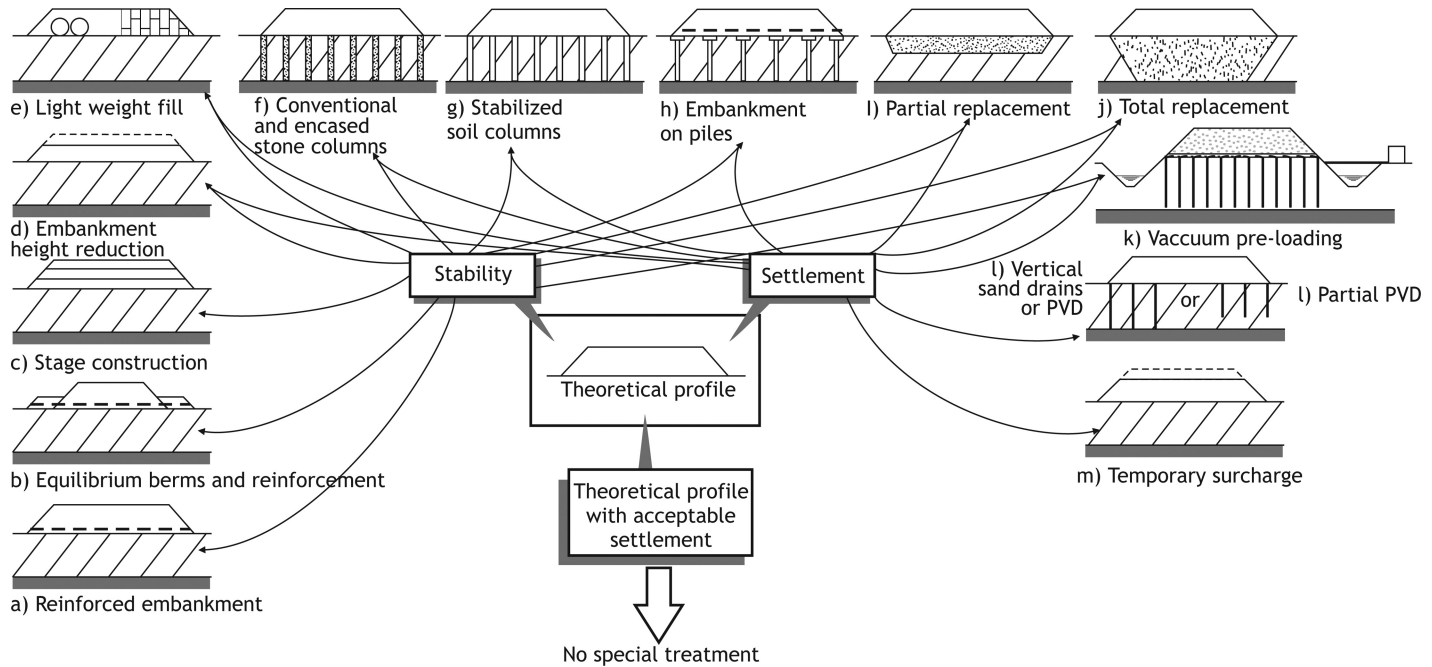 e) Light weight fill
f) Conventional
and encased
stone columns
g) Stabilized
soil columns
h) Embankment
on piles
l) Partial replacement
j) Total replacement
d) Embankment
height reduction
k) Vaccuum pre-loading
Stability
Settlement
l) Vertical
sand drains
or PVD
or
l) Partial PVD
c) Stage construction
Theoretical profile
b) Equilibrium berms and reinforcement
m) Temporary surcharge
Theoretical profile
with acceptable
settlement
a) Reinforced embankment
No special treatment